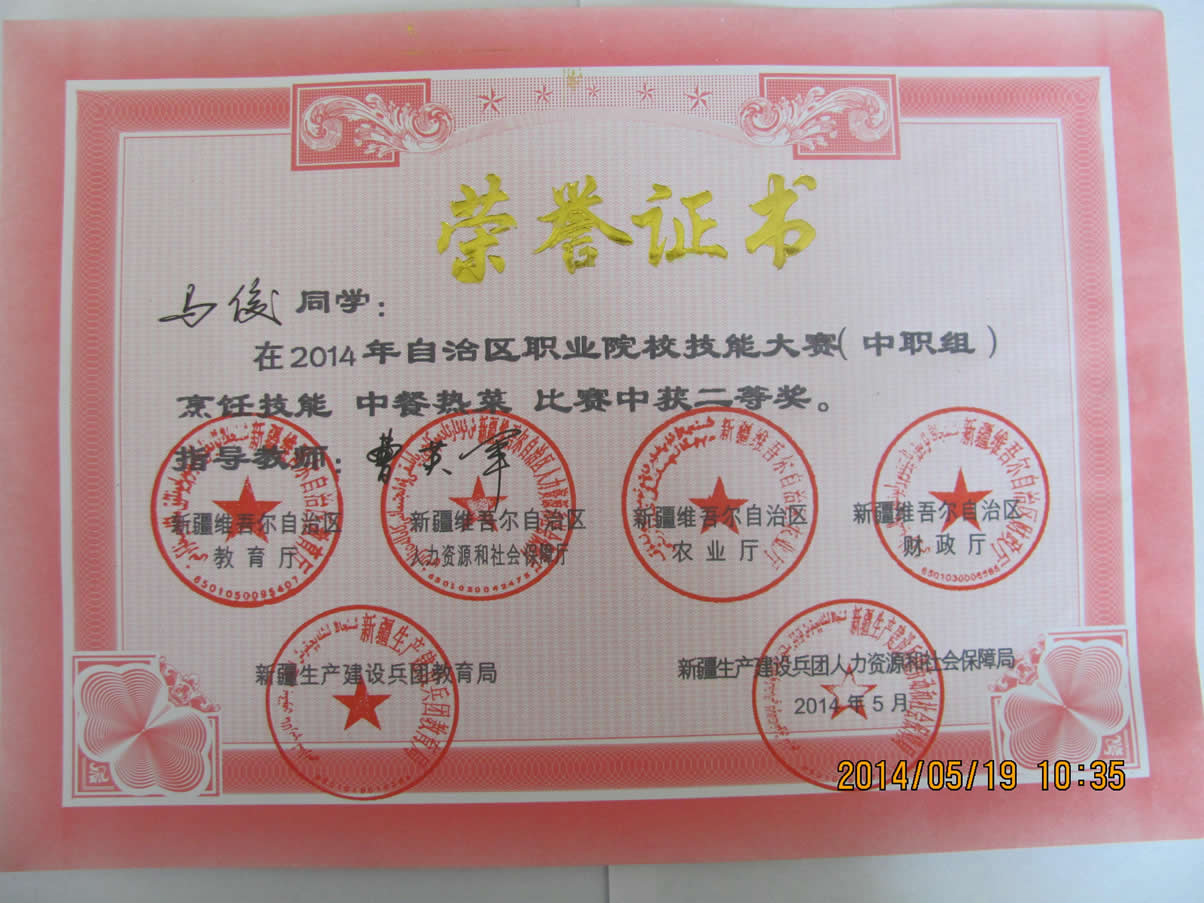 荣誉证书
马俊 同学：
在2014年自治区职业院校技能大赛（中职组）
烹饪技能 中餐热菜 比赛中获二等奖。
指导教师：曹英军
新疆维吾尔自治区 新疆维吾尔自治区 新疆维吾尔自治区 新疆维吾尔自治区
教育厅 人力资源和社会保障厅 农业厅 财政厅
6501050095407
新疆生产建设兵团教育局 新疆生产建设兵团人力资源和社会保障局
2014年5月
2014/05/19 10:35